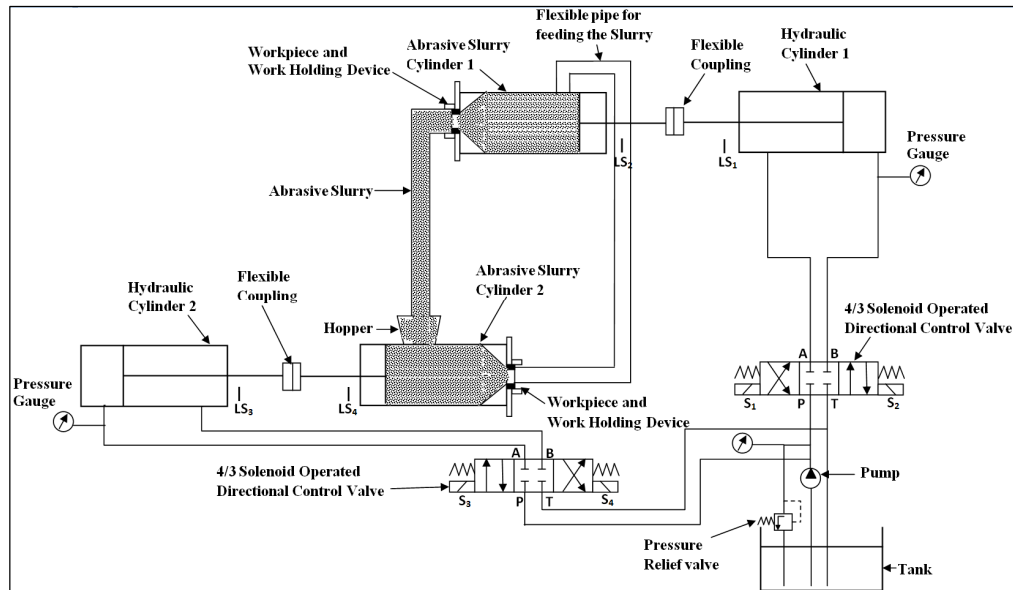 Flexible pipe for
feeding the Slurry
Abrasive Slurry
Cylinder 1
Workpiece and
Work Holding Device
Flexible
Coupling
Hydraulic
Cylinder 1
Pressure
Gauge
LS₂
LS₁
Abrasive Slurry
Hydraulic
Cylinder 2
Flexible
Coupling
Abrasive Slurry
Cylinder 2
Hopper
4/3 Solenoid Operated
Directional Control Valve
A B
P T
S₁
S₂
Pressure
Gauge
LS₃
LS₄
Workpiece and
Work Holding Device
4/3 Solenoid Operated
Directional Control Valve
A B
S₃
P T
S₄
Pump
Pressure
Relief valve
Tank